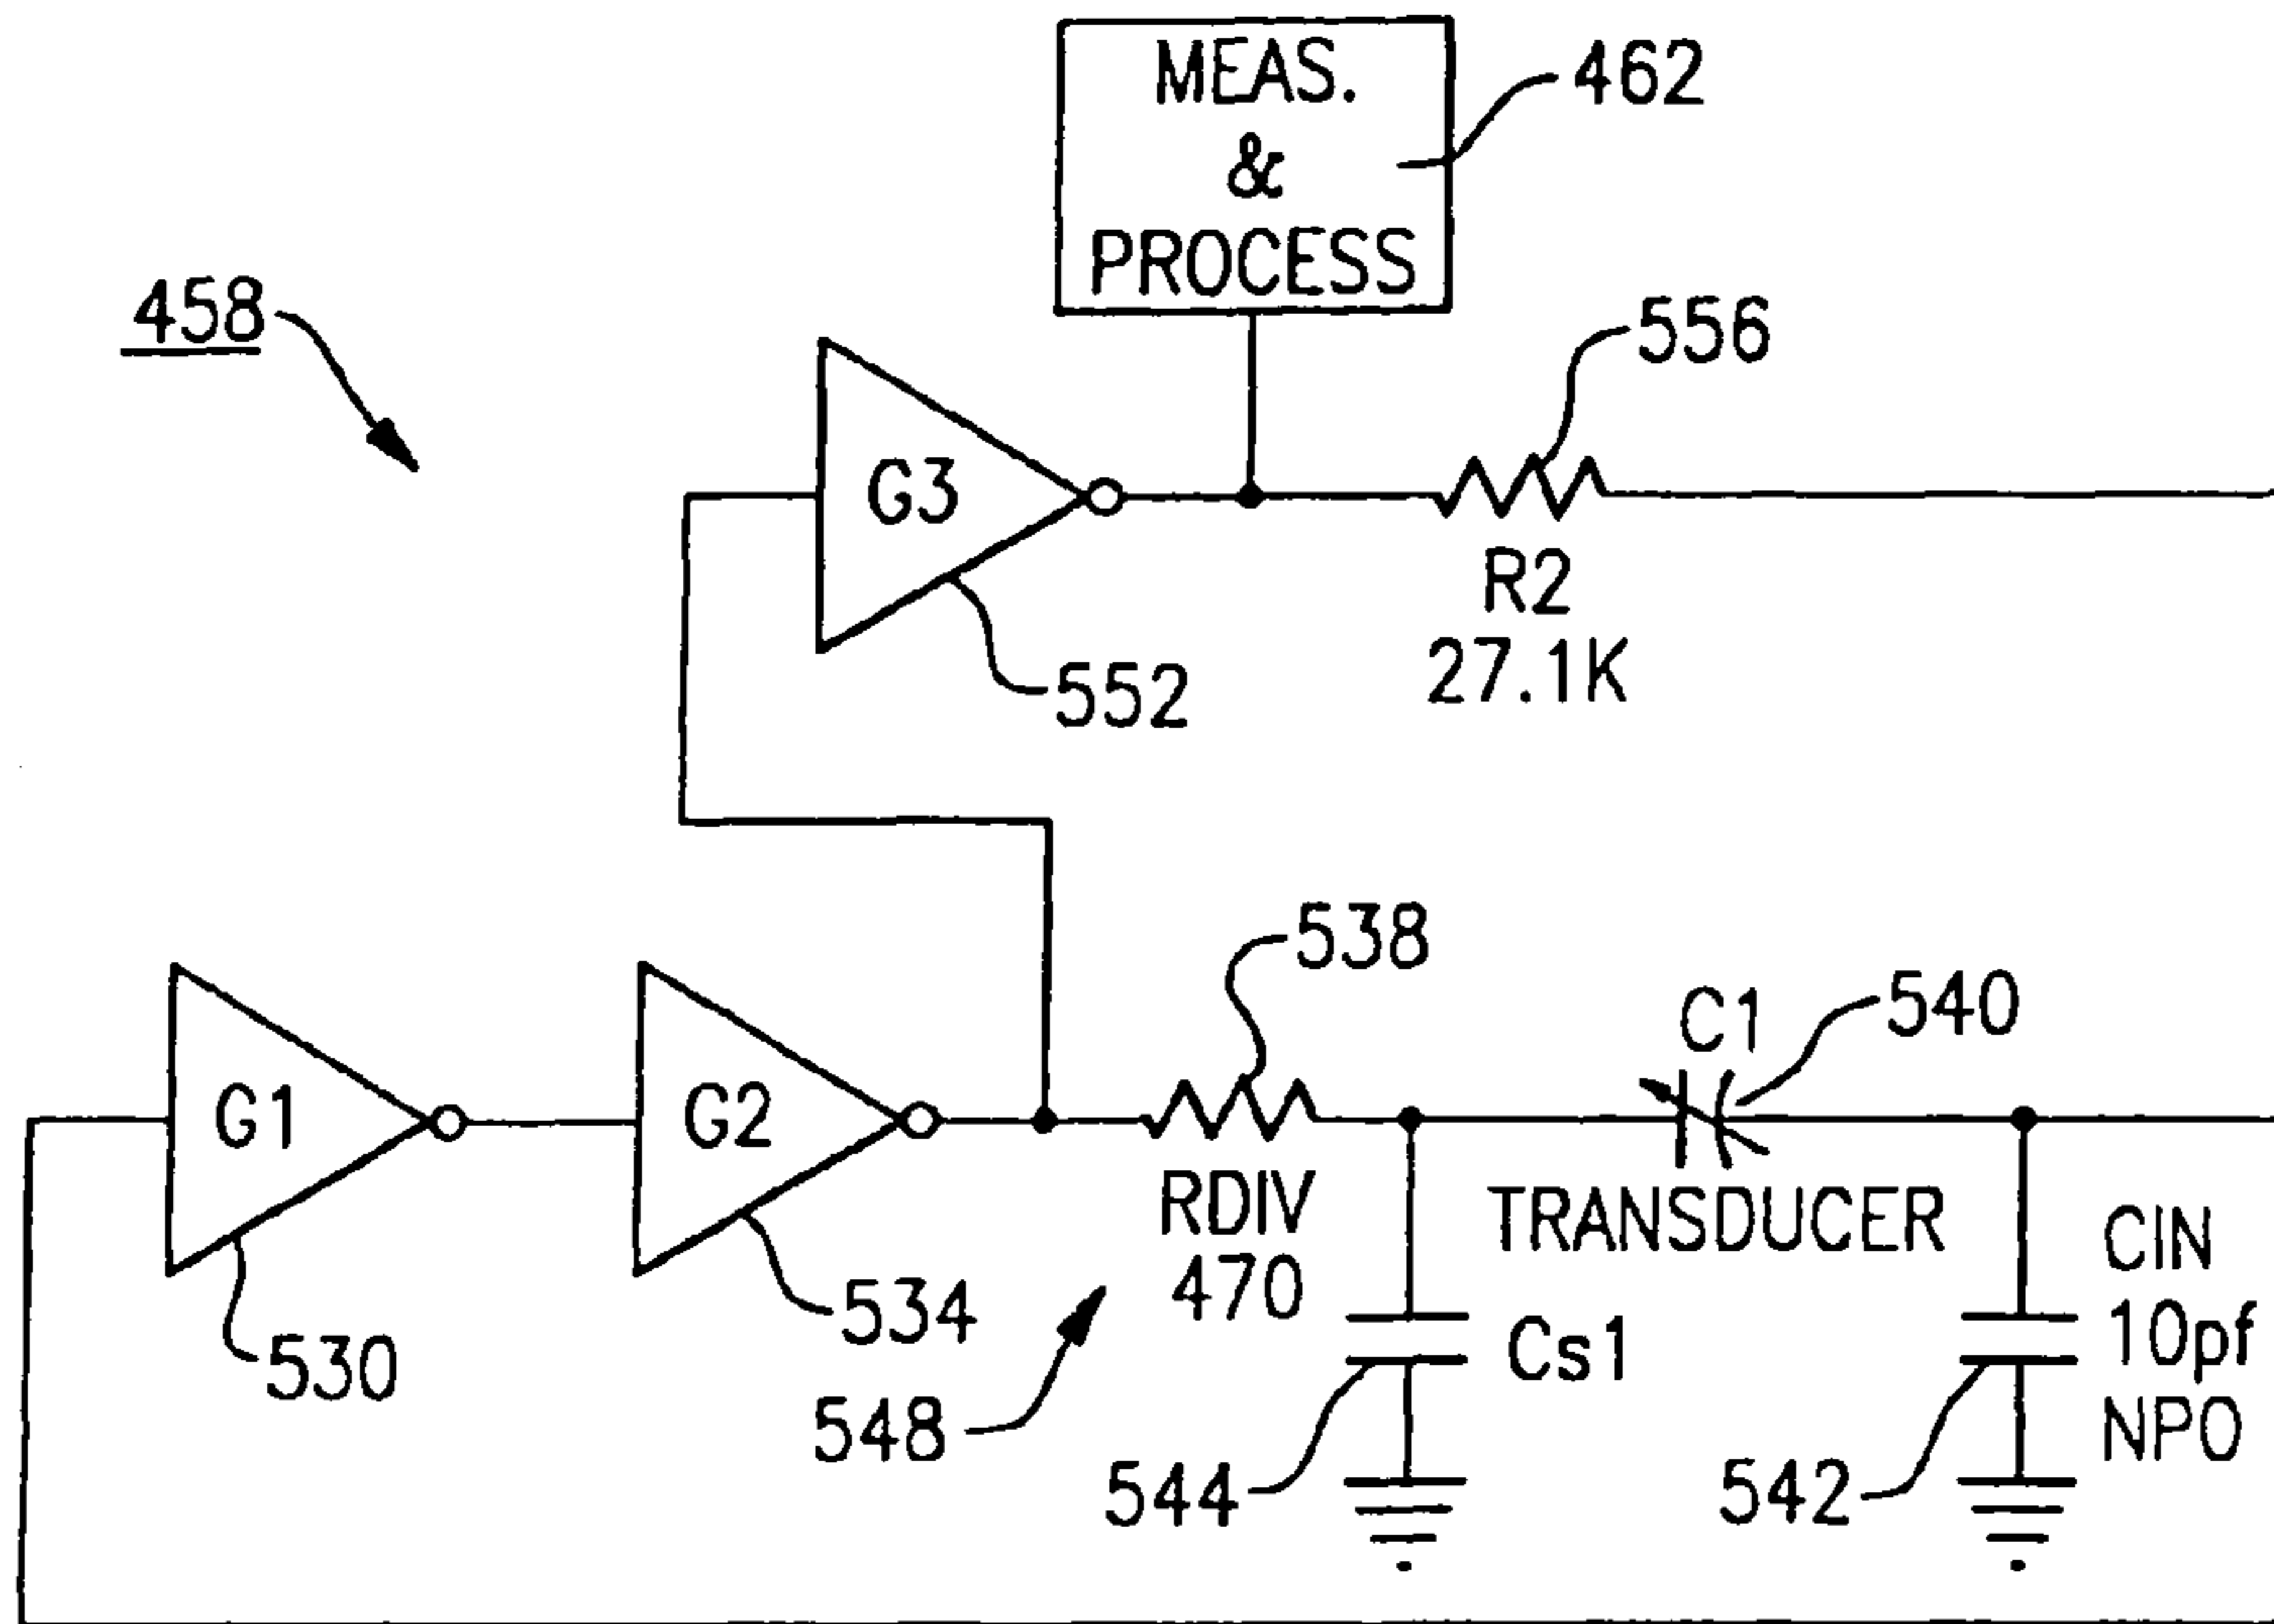 MEAS.
&
PROCESS
462
458
556
G3
R2
27.1K
552
538
C1
540
G1
G2
RDIV
470
TRANSDUCER
CIN
10pf
NPO
534
530
Cs1
548
544
542